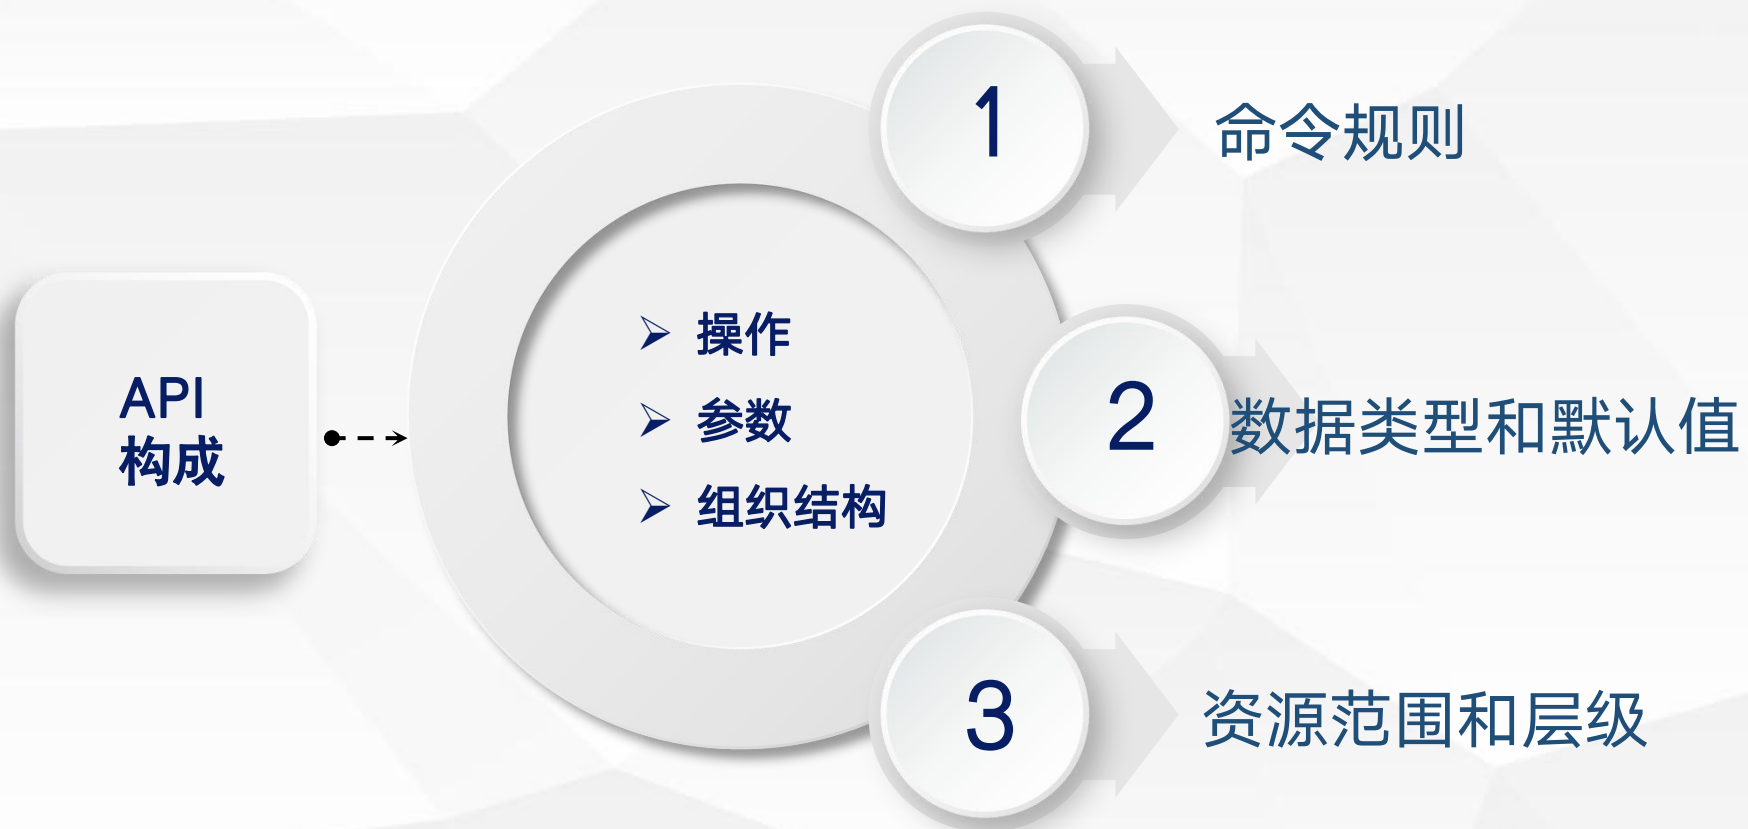 API
构成
➢ 操作
➢ 参数
➢ 组织结构
1
命令规则
2
数据类型和默认值
3
资源范围和层级